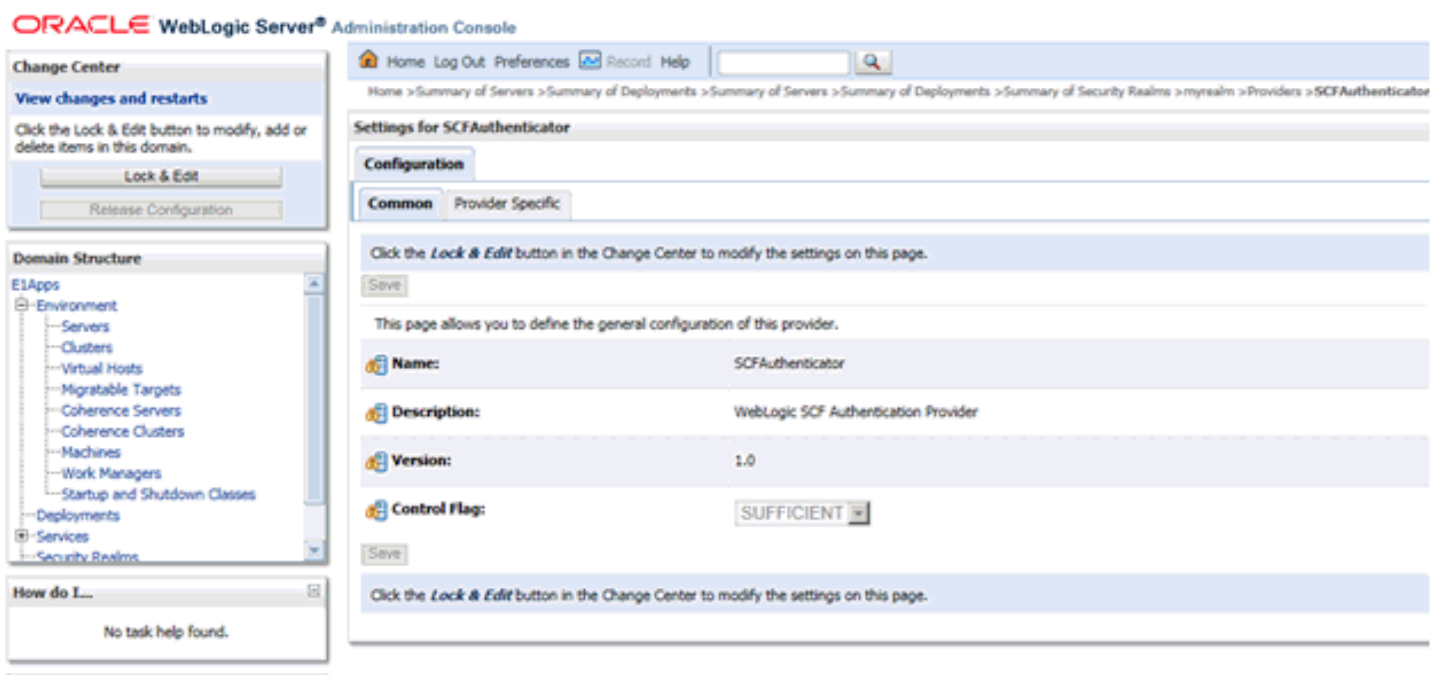 ORACLE WebLogic Server® Administration Console
Change Center
View changes and restarts
Click the Lock & Edit button to modify, add or
delete items in this domain.
Lock & Edit
Release Configuration
Domain Structure
E1Apps
Environment
Servers
Clusters
Virtual Hosts
Migratable Targets
Coherence Servers
Coherence Clusters
Machines
Work Managers
Startup and Shutdown Classes
Deployments
Services
Security Realms
How do I...
No task help found.
Home Log Out Preferences Record Help
Home >Summary of Servers >Summary of Deployments >Summary of Servers >Summary of Deployments >Summary of Security Realms >myrealm >Providers >SCFAuthenticator
Settings for SCFAuthenticator
Configuration
Common Provider Specific
Click the Lock & Edit button in the Change Center to modify the settings on this page.
Save
This page allows you to define the general configuration of this provider.
Name: SCFAuthenticator
Description: WebLogic SCF Authentication Provider
Version: 1.0
Control Flag: SUFFICIENT
Save
Click the Lock & Edit button in the Change Center to modify the settings on this page.